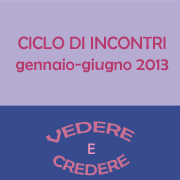 CICLO DI INCONTRI
gennaio-giugno 2013
VEDERE
E
CREDERE